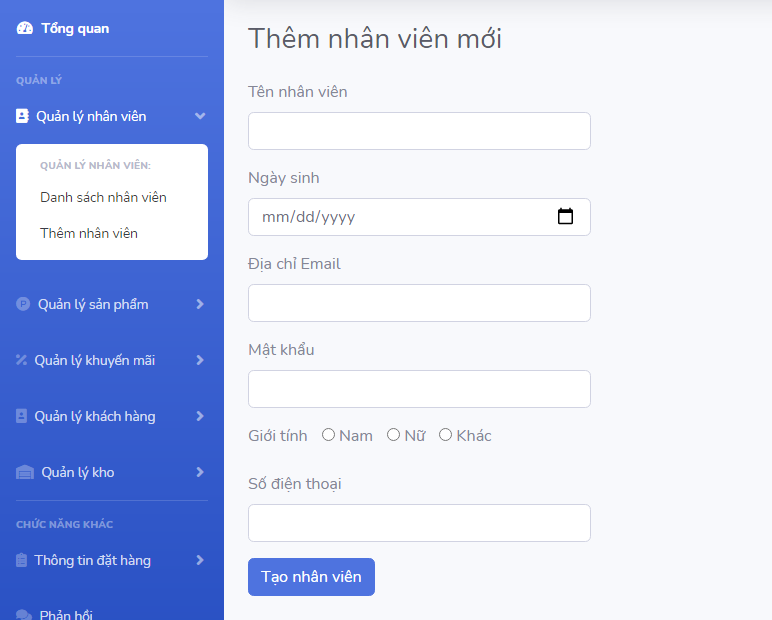 Tổng quan
QUẢN LÝ
Quản lý nhân viên
QUẢN LÝ NHÂN VIÊN:
Danh sách nhân viên
Thêm nhân viên
Quản lý sản phẩm
Quản lý khuyến mãi
Quản lý khách hàng
Quản lý kho
CHỨC NĂNG KHÁC
Thông tin đặt hàng
Phản hồi
Thêm nhân viên mới
Tên nhân viên
Ngày sinh
mm/dd/yyyy
Địa chỉ Email
Mật khẩu
Giới tính Nam Nữ Khác
Số điện thoại
Tạo nhân viên